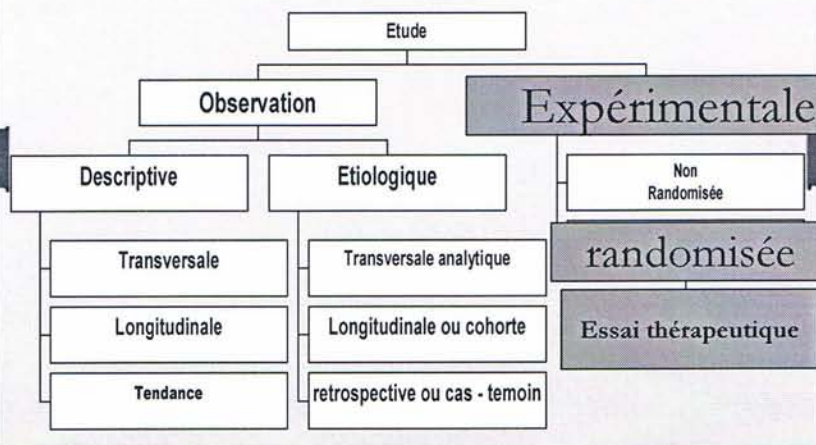 Etude
Observation
Expérimentale
Descriptive
Etiologique
Non
Randomisée
Transversale
Transversale analytique
randomisée
Longitudinale
Longitudinale ou cohorte
Essai thérapeutique
Tendance
retrospective ou cas - temoin